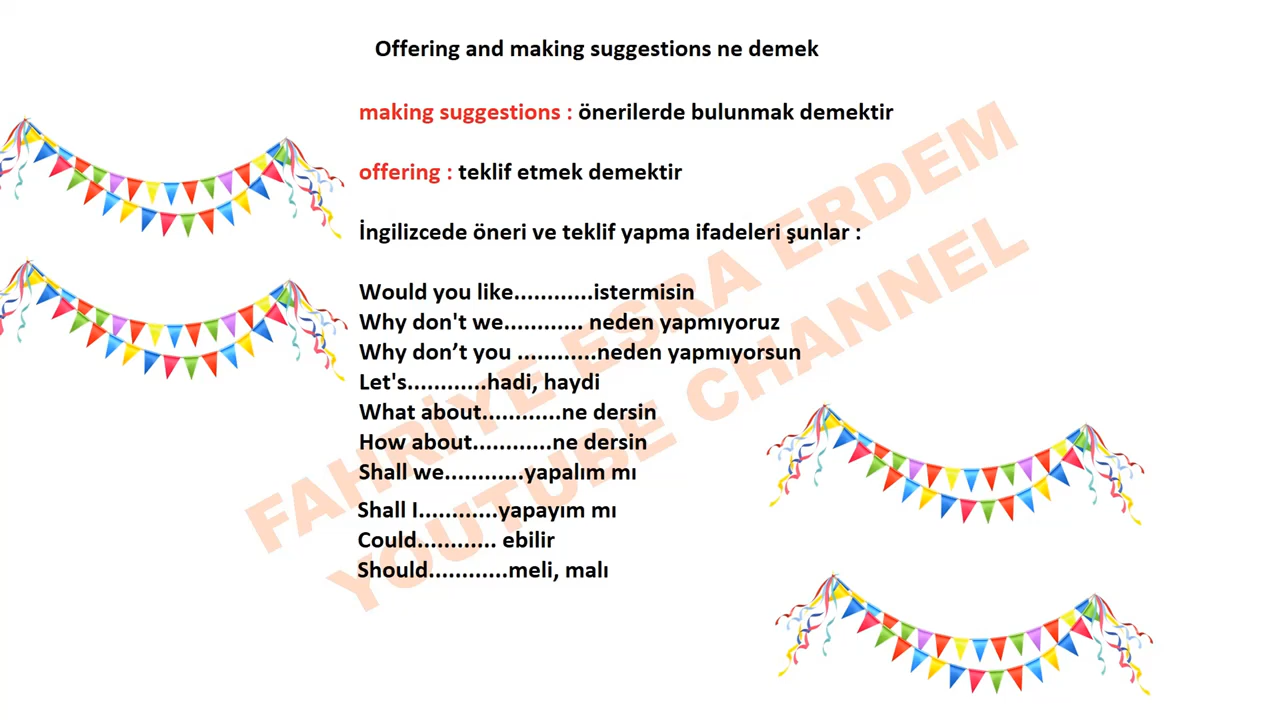 Offering and making suggestions ne demek
making suggestions : önerilerde bulunmak demektir
offering : teklif etmek demektir
İngilizcede öneri ve teklif yapma ifadeleri şunlar :
Would you like............istermisin
Why don't we............ neden yapmıyoruz
Why don’t you ............neden yapmıyorsun
Let's............hadi, haydi
What about............ne dersin
How about............ne dersin
Shall we............yapalım mı
Shall I............yapayım mı
Could............ ebilir
Should............meli, malı
FAHRİYE ESRA ERDEM
YOUTUBE CHANNEL